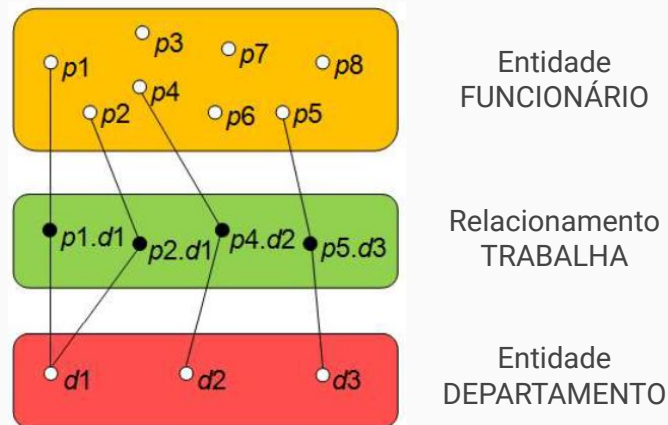 p3
p7
p1
p8
p4
p2
p6
p5
Entidade
FUNCIONÁRIO
p1.d1
p2.d1
p4.d2
p5.d3
Relacionamento
TRABALHA
d1
d2
d3
Entidade
DEPARTAMENTO